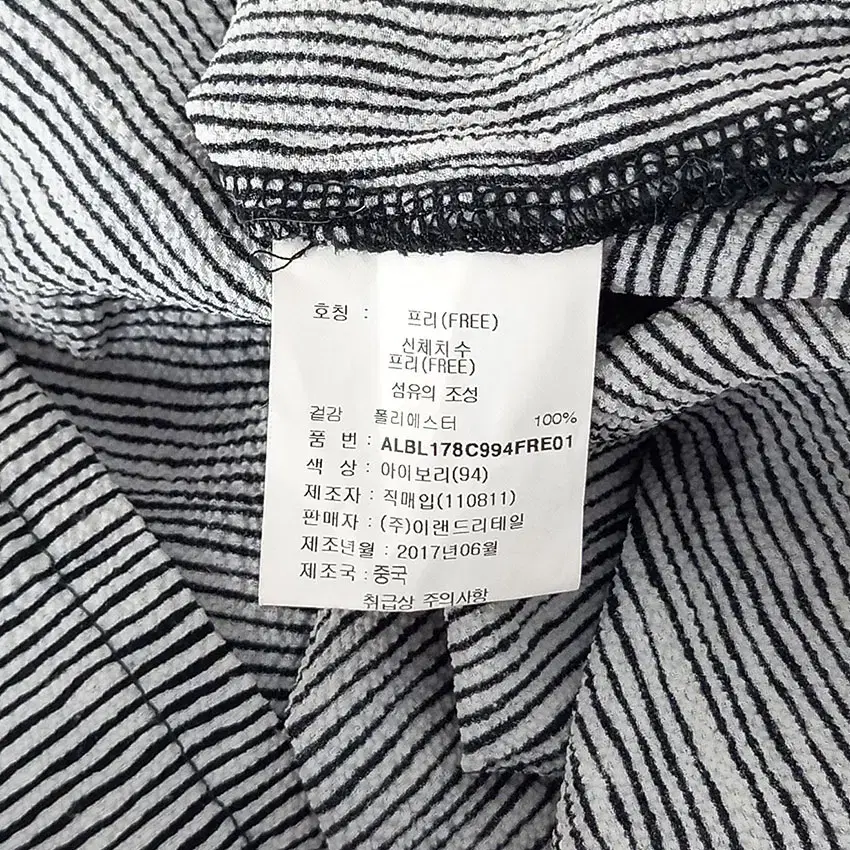 호칭 : 프리(FREE)
신체치수
프리(FREE)
섬유의 조성
겉감 폴리에스터 100%
품 번 : ALBL178C994FRE01
색 상 : 아이보리(94)
제조자 : 직매입(110811)
판매자 : (주)이랜드리테일
제조년월 : 2017년06월
제조국 : 중국
취급상 주의사항